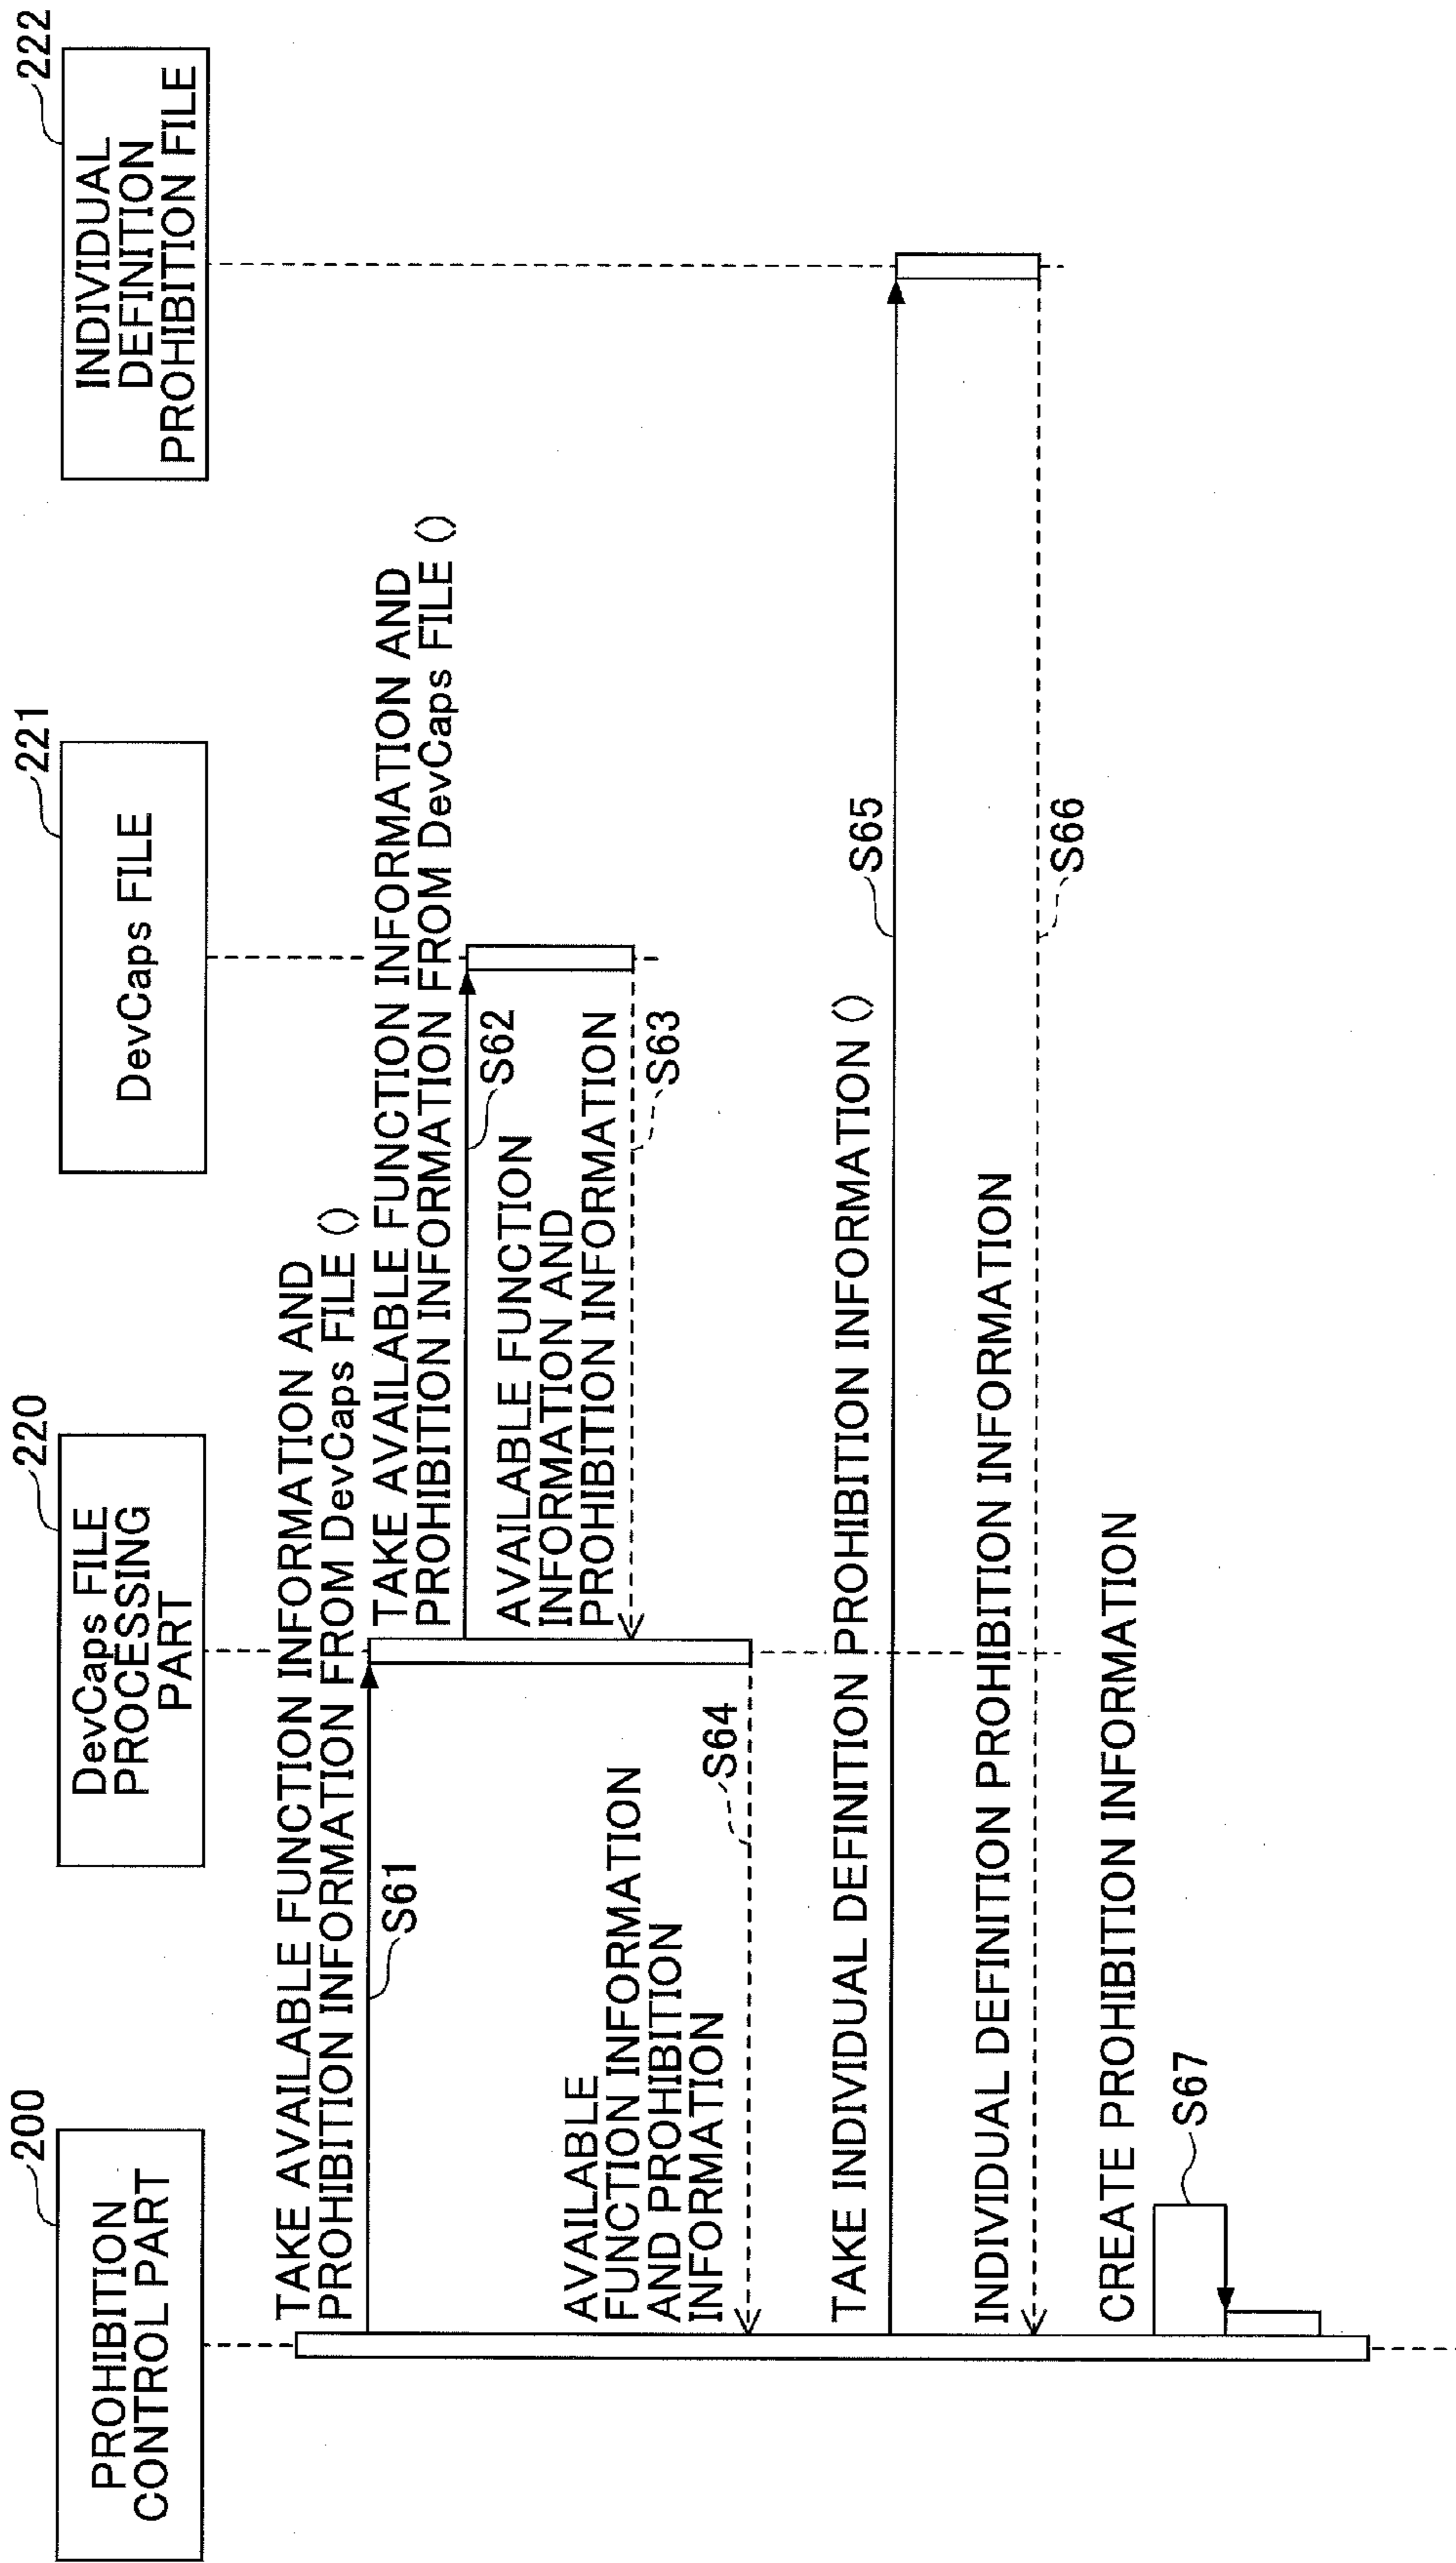 200
PROHIBITION
CONTROL PART
220
DevCaps FILE
PROCESSING
PART
221
DevCaps FILE
222
INDIVIDUAL
DEFINITION
PROHIBITION FILE
TAKE AVAILABLE FUNCTION INFORMATION AND
PROHIBITION INFORMATION FROM DevCaps FILE ()
S61
TAKE AVAILABLE FUNCTION INFORMATION AND
PROHIBITION INFORMATION FROM DevCaps FILE ()
S62
AVAILABLE FUNCTION
INFORMATION AND
PROHIBITION INFORMATION
S63
AVAILABLE
FUNCTION INFORMATION
AND PROHIBITION
INFORMATION
S64
TAKE INDIVIDUAL DEFINITION PROHIBITION INFORMATION ()
S65
INDIVIDUAL DEFINITION PROHIBITION INFORMATION
S66
CREATE PROHIBITION INFORMATION
S67